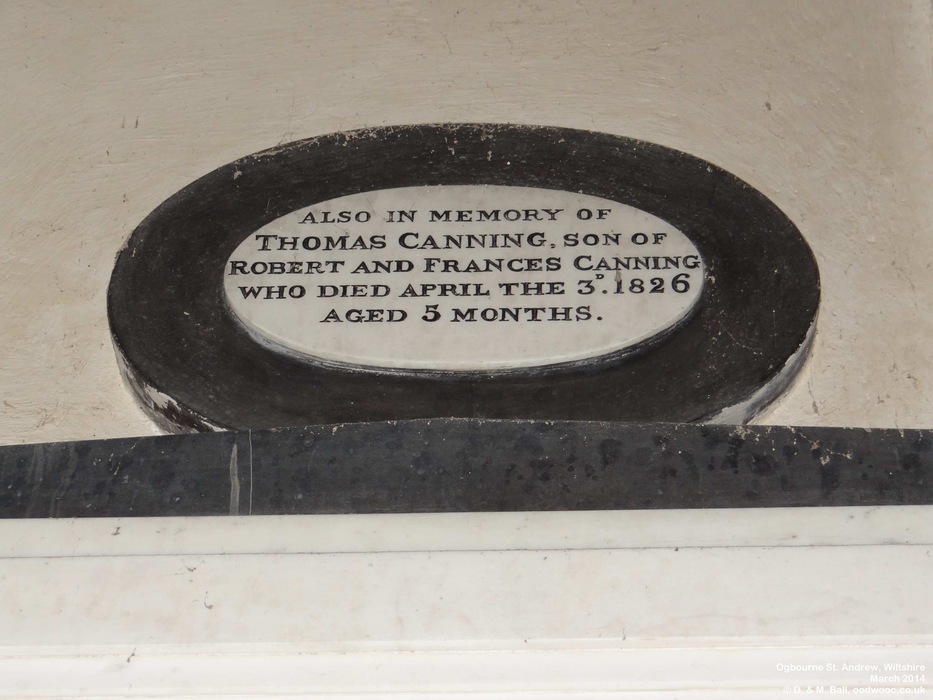 ALSO IN MEMORY OF
THOMAS CANNING, SON OF
ROBERT AND FRANCES CANNING
WHO DIED APRIL THE 3D. 1826
AGED 5 MONTHS.
Ogbourne St. Andrew, Wiltshire
March 2014
© D. & M. Ball, oodwooc.co.uk